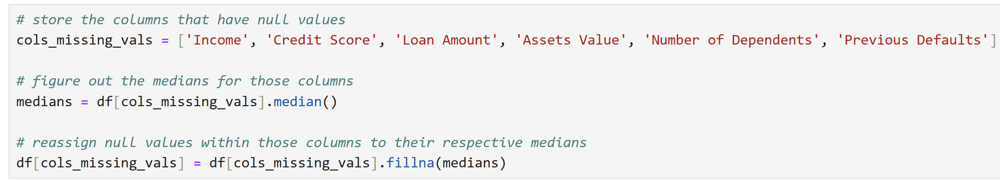 # store the columns that have null values
cols_missing_vals = ['Income', 'Credit Score', 'Loan Amount', 'Assets Value', 'Number of Dependents', 'Previous Defaults']
# figure out the medians for those columns
medians = df[cols_missing_vals].median()
# reassign null values within those columns to their respective medians
df[cols_missing_vals] = df[cols_missing_vals].fillna(medians)